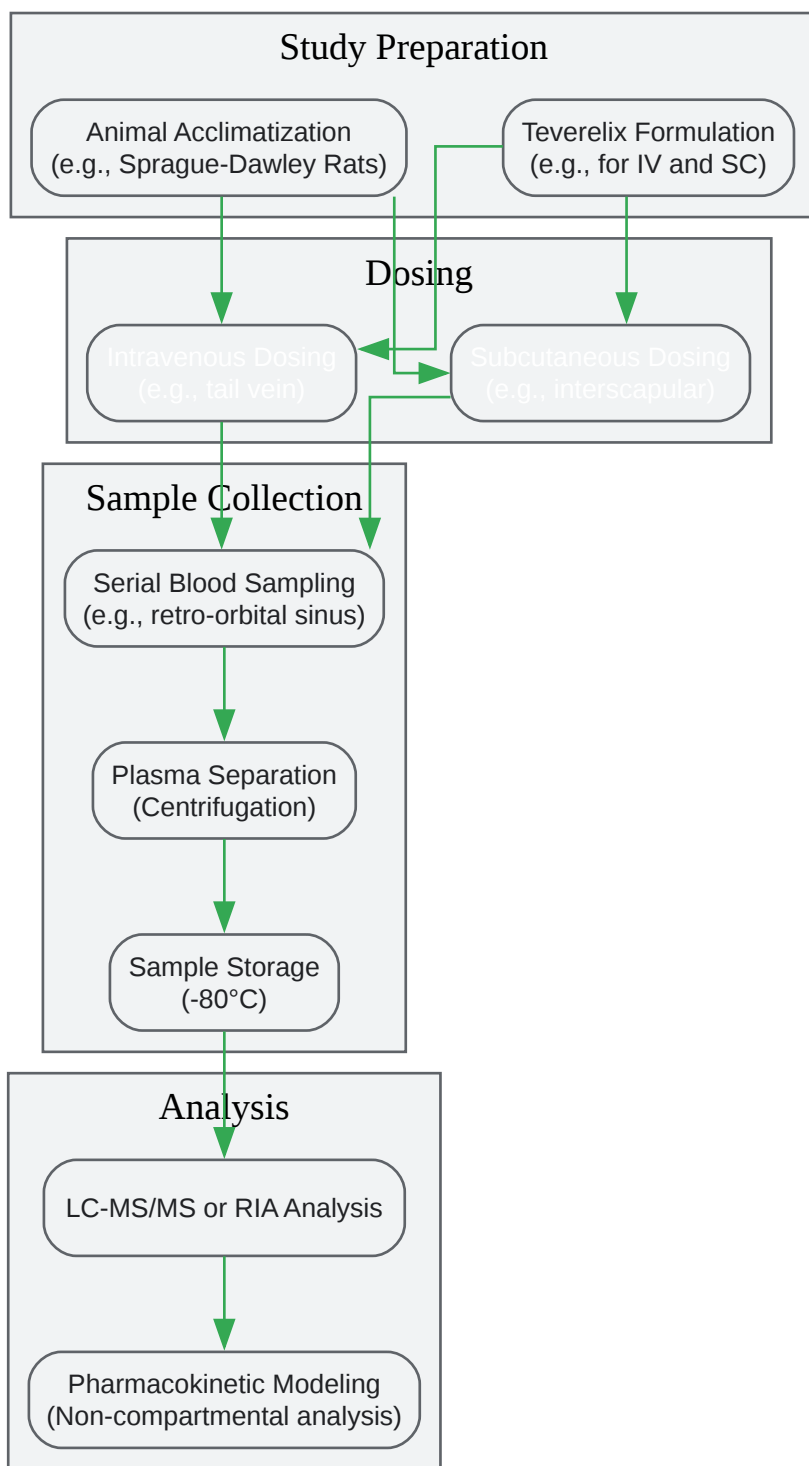 Study Preparation
Animal Acclimatization
(e.g., Sprague-Dawley Rats)
Teverelix Formulation
(e.g., for IV and SC)
Dosing
Intravenous Dosing
(e.g., tail vein)
Subcutaneous Dosing
(e.g., interscapular)
Sample Collection
Serial Blood Sampling
(e.g., retro-orbital sinus)
Plasma Separation
(Centrifugation)
Sample Storage
(-80°C)
Analysis
LC-MS/MS or RIA Analysis
Pharmacokinetic Modeling
(Non-compartmental analysis)